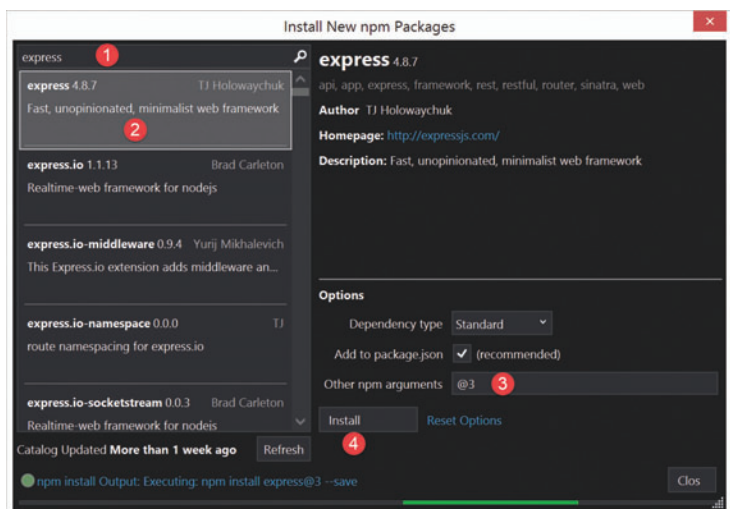 Install New npm Packages
express 1
express 4.8.7 TJ Holowaychuk
Fast, unopinionated, minimalist web framework
2
express.io 1.1.13 Brad Carleton
Realtime-web framework for nodejs
express.io-middleware 0.9.4 Yurij Mikhalevich
This Express.io extension adds middleware an...
express.io-namespace 0.0.0 TJ
route namespacing for express.io
express.io-socketstream 0.0.3 Brad Carleton
Realtime-web framework for nodejs
Catalog Updated More than 1 week ago Refresh
express 4.8.7
api, app, express, framework, rest, restful, router, sinatra, web
Author TJ Holowaychuk
Homepage: http://expressjs.com/
Description: Fast, unopinionated, minimalist web framework
Options
Dependency type Standard
Add to package.json (recommended)
Other npm arguments @3 3
Install Reset Options
4
npm install Output: Executing: npm install express@3 --save
Clos